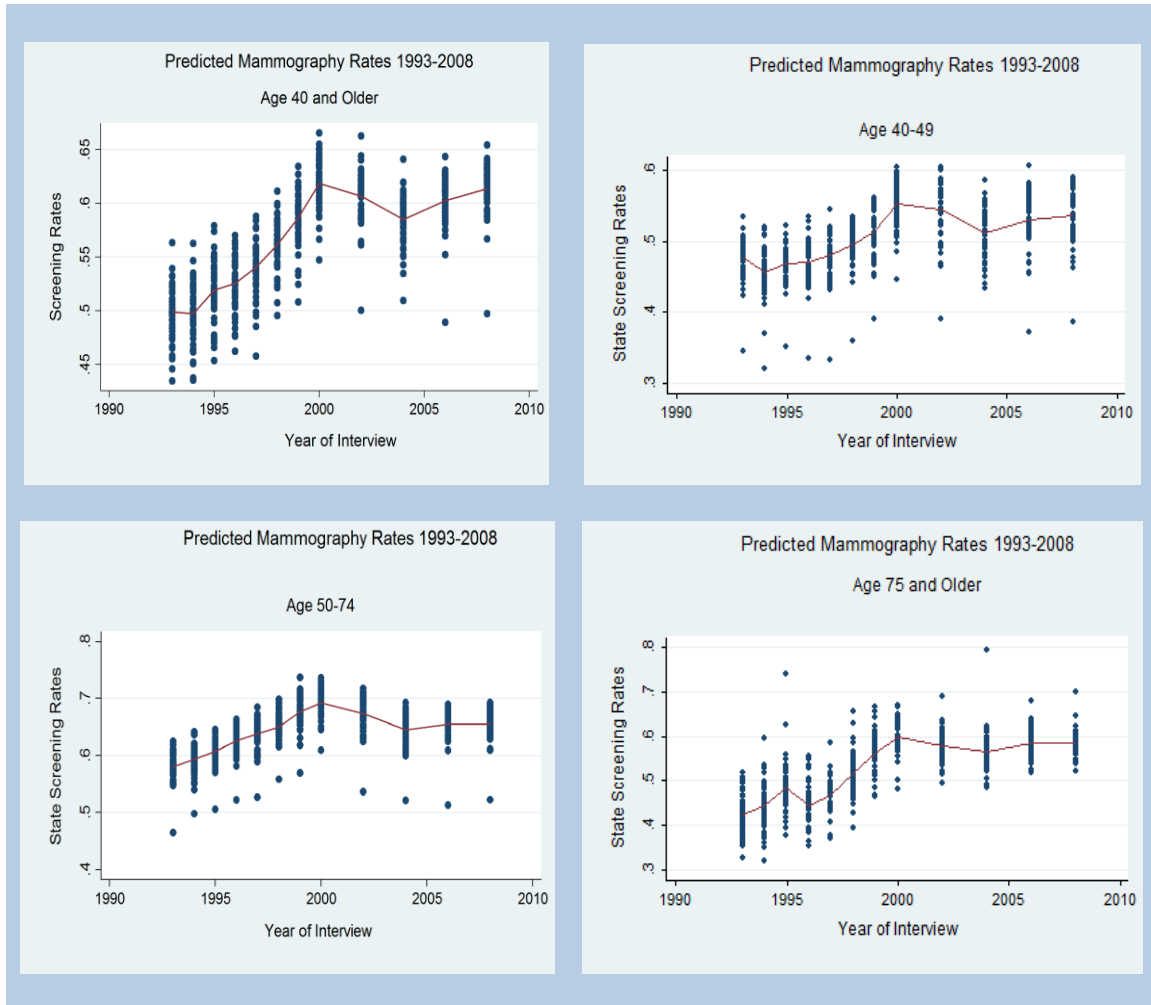 Predicted Mammography Rates 1993-2008
Age 40 and Older
Screening Rates
.65
.6
.55
.5
.45
1990 1995 2000 2005 2010
Year of Interview
Predicted Mammography Rates 1993-2008
Age 40-49
State Screening Rates
.6
.5
.4
.3
1990 1995 2000 2005 2010
Year of Interview
Predicted Mammography Rates 1993-2008
Age 50-74
State Screening Rates
.8
.7
.6
.5
.4
1990 1995 2000 2005 2010
Year of Interview
Predicted Mammography Rates 1993-2008
Age 75 and Older
State Screening Rates
.8
.7
.6
.5
.4
.3
1990 1995 2000 2005 2010
Year of Interview